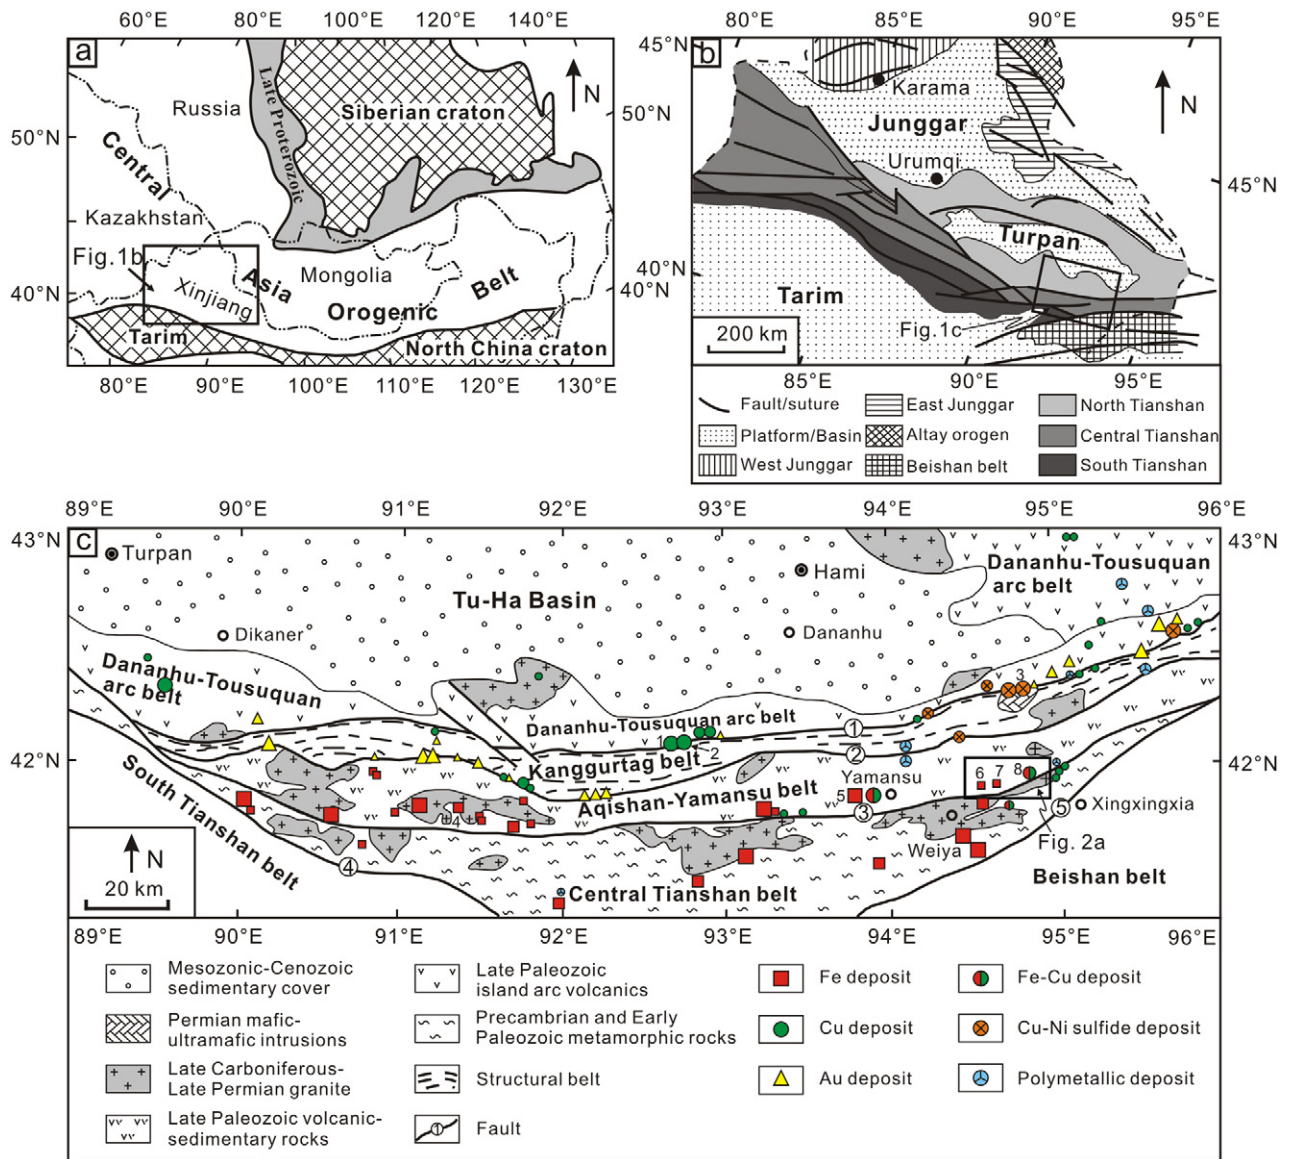 60°E 80°E 100°E 120°E 140°E
a
Russia
Late Proterozoic
Siberian craton
N
50°N
50°N
Central
Kazakhstan
Fig.1b
Asia
Mongolia
Belt
Xinjiang
Orogenic
40°N
40°N
Tarim
North China craton
80°E 90°E 100°E 110°E 120°E 130°E
80°E 85°E 90°E 95°E
45°N
b
Karama
N
Junggar
Urumqi
45°N
Turpan
40°N
Tarim
Fig.1c
200 km
85°E 90°E 95°E
Fault/suture
East Junggar
North Tianshan
Platform/Basin
Altay orogen
Central Tianshan
West Junggar
Beishan belt
South Tianshan
89°E 90°E 91°E 92°E 93°E 94°E 95°E 96°E
43°N
c
43°N
Turpan
Hami
Dananhu-Tousuquan
arc belt
Tu-Ha Basin
Dikaner
Dananhu
Dananhu-Tousuquan
arc belt
3
Dananhu-Tousuquan arc belt
1
1
2
2
Kanggurtag belt
42°N
42°N
South Tianshan belt
Aqishan-Yamansu belt
Yamansu
5
6 7 8
3
4
5
Xingxingxia
N
20 km
4
Weiya
Fig. 2a
Central Tianshan belt
Beishan belt
89°E 90°E 91°E 92°E 93°E 94°E 95°E 96°E
Mesozonic-Cenozoic
sedimentary cover
Late Paleozoic
island arc volcanics
Fe deposit
Fe-Cu deposit
Permian mafic-
ultramafic intrusions
Precambrian and Early
Paleozoic metamorphic rocks
Cu deposit
Cu-Ni sulfide deposit
Late Carboniferous-
Late Permian granite
Structural belt
Au deposit
Polymetallic deposit
Late Paleozoic volcanic-
sedimentary rocks
1
Fault